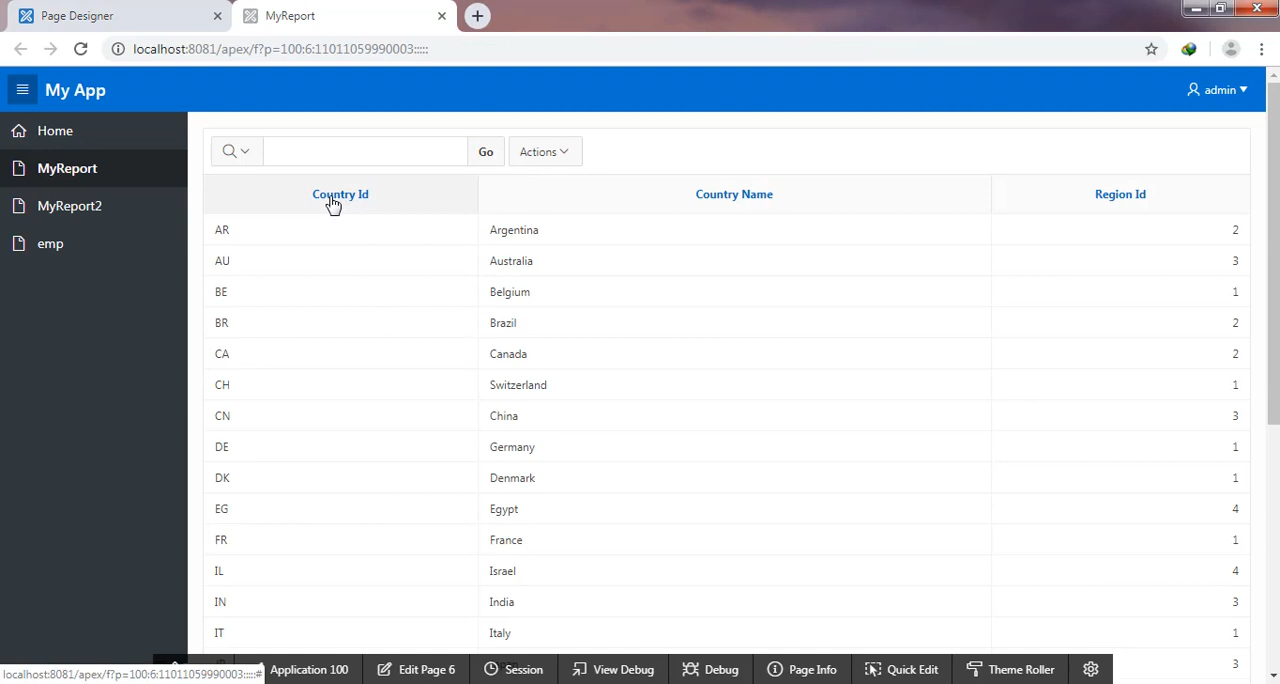 Page Designer
MyReport
localhost:8081/apex/f?p=100:6:11011059990003:::::
My App
admin
Home
MyReport
MyReport2
emp
Go
Actions
Country Id Country Name Region Id
AR Argentina 2
AU Australia 3
BE Belgium 1
BR Brazil 2
CA Canada 2
CH Switzerland 1
CN China 3
DE Germany 1
DK Denmark 1
EG Egypt 4
FR France 1
IL Israel 4
IN India 3
IT Italy 1
3
localhost:8081/apex/f?p=100:6:11011059990003:::::#
Application 100
Edit Page 6
Session
View Debug
Debug
Page Info
Quick Edit
Theme Roller